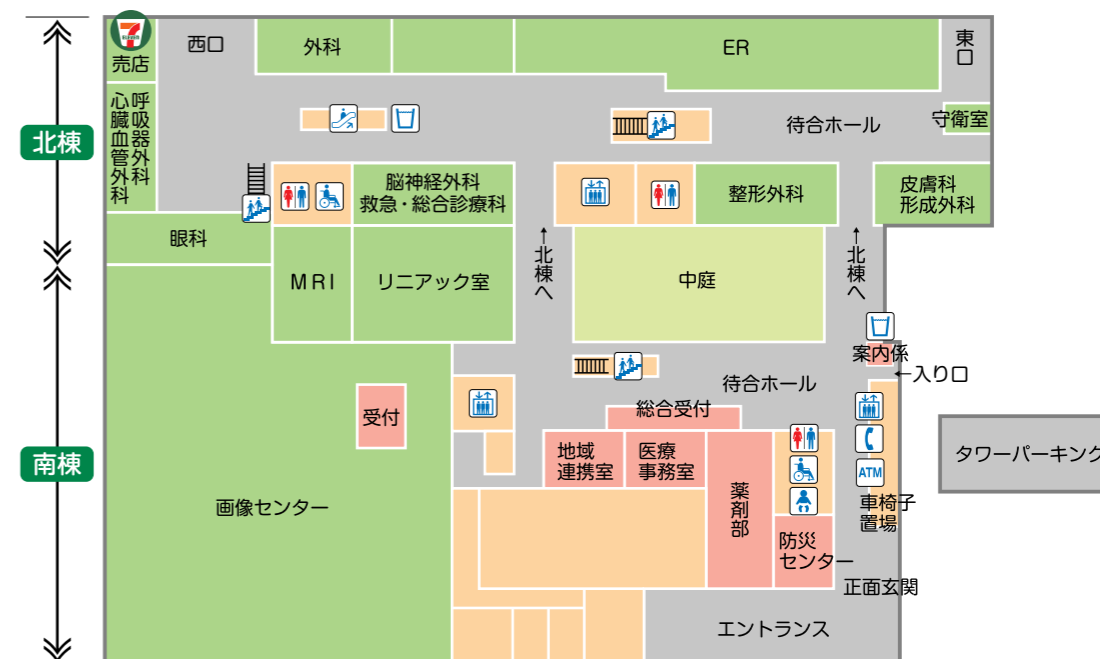 7
ELEVEN
売店
西口
外科
ER
東口
北棟
心臓血管外科
呼吸器外科
待合ホール
守衛室
脳神経外科
救急・総合診療科
整形外科
皮膚科
形成外科
眼科
MRI
リニアック室
↑北棟へ
中庭
↑北棟へ
案内係
←入り口
待合ホール
総合受付
受付
南棟
地域
連携室
医療
事務室
薬剤部
ATM
タワーパーキング
画像センター
車椅子
置場
防災
センター
正面玄関
エントランス